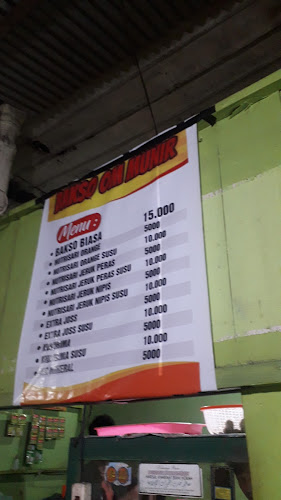 BAKSO OM MUNIR
Menu :
• BAKSO BIASA 15.000
• NUTRISARI ORANGE 5000
• NUTRISARI ORANGE SUSU 10.000
• NUTRISARI JERUK PERAS 5000
• NUTRISARI JERUK PERAS SUSU 10.000
• NUTRISARI JERUK NIPIS 5000
• NUTRISARI JERUK NIPIS SUSU 10.000
• EXTRA JOSS 5000
• EXTRA JOSS SUSU 10.000
5000
SUSU 10.000
5000